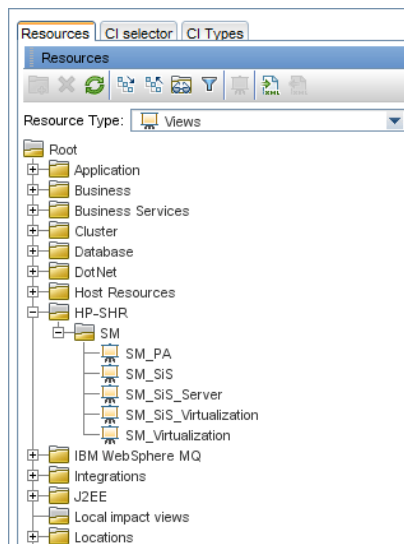 Resources CI selector CI Types
Resources
Resource Type: Views
Root
Application
Business
Business Services
Cluster
Database
DotNet
Host Resources
HP-SHR
SM
SM_PA
SM_SiS
SM_SiS_Server
SM_SiS_Virtualization
SM_Virtualization
IBM WebSphere MQ
Integrations
J2EE
Local impact views
Locations